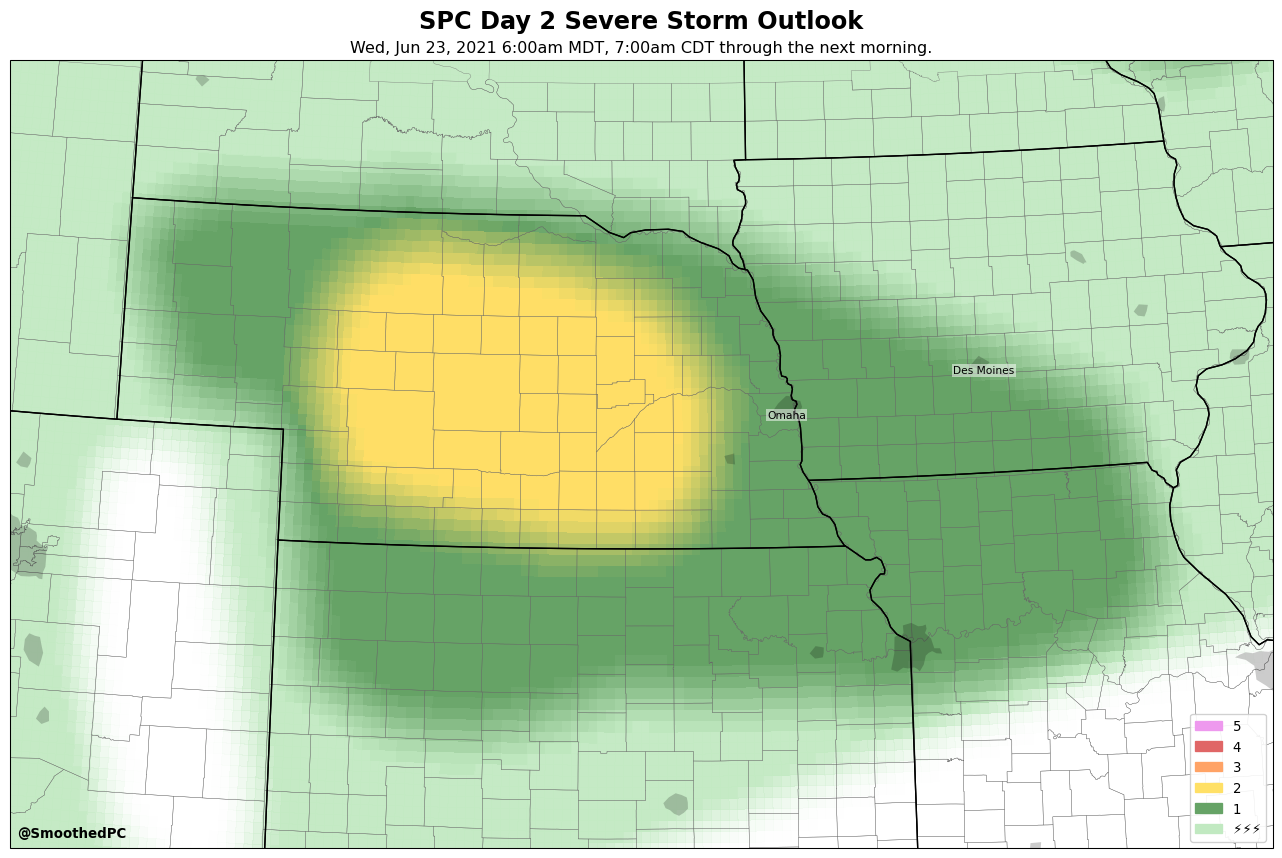 SPC Day 2 Severe Storm Outlook
Wed, Jun 23, 2021 6:00am MDT, 7:00am CDT through the next morning.
Des Moines
Omaha
5
4
3
2
1
⚡⚡⚡
@SmoothedPC